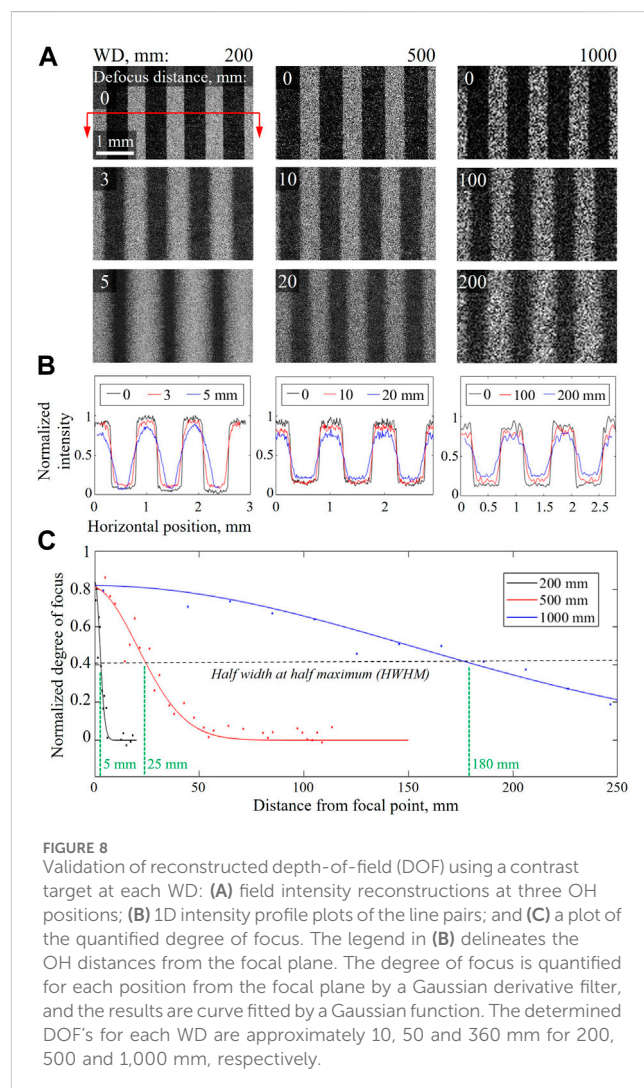 A
WD, mm: 200 500 1000
Defocus distance, mm:
0 0 0
1 mm
3 10 100
5 20 200
B
0 3 5 mm 0 10 20 mm 0 100 200 mm
Normalized intensity
1
0.5
0
0 1 2 3 0 1 2 0 0.5 1 1.5 2 2.5
Horizontal position, mm
C
Normalized degree of focus
1
0.8
0.6
0.4
0.2
0
200 mm
500 mm
1000 mm
Half width at half maximum (HWHM)
5 mm 25 mm 180 mm
0 50 100 150 200 250
Distance from focal point, mm
FIGURE 8
Validation of reconstructed depth-of-field (DOF) using a contrast
target at each WD: (A) field intensity reconstructions at three OH
positions; (B) 1D intensity profile plots of the line pairs; and (C) a plot of
the quantified degree of focus. The legend in (B) delineates the
OH distances from the focal plane. The degree of focus is quantified
for each position from the focal plane by a Gaussian derivative filter,
and the results are curve fitted by a Gaussian function. The determined
DOF's for each WD are approximately 10, 50 and 360 mm for 200,
500 and 1,000 mm, respectively.